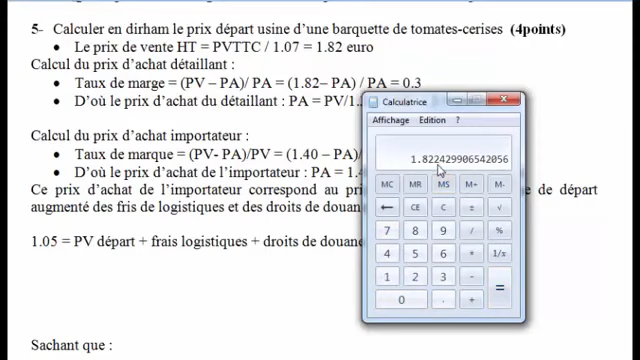 5- Calculer en dirham le prix départ usine d'une barquette de tomates-cerises (4points)
• Le prix de vente HT = PVTTC / 1.07 = 1.82 euro
Calcul du prix d'achat détaillant :
• Taux de marge = (PV – PA)/ PA = (1.82– PA) / PA = 0.3
• D'où le prix d'achat du détaillant : PA = PV/1.
Calcul du prix d'achat importateur :
• Taux de marque = (PV- PA)/PV = (1.40 – PA)/
• D'où le prix d'achat de l'importateur : PA = 1.4
Ce prix d'achat de l'importateur correspond au pri de départ
augmenté des fris de logistiques et des droits de douan
1.05 = PV départ + frais logistiques + droits de douane
Sachant que :
Calculatrice
Affichage Edition ?
1.822429906542056
MC MR MS M+ M-
← CE C ± √
7 8 9 / %
4 5 6 * 1/x
1 2 3 - =
0 . +